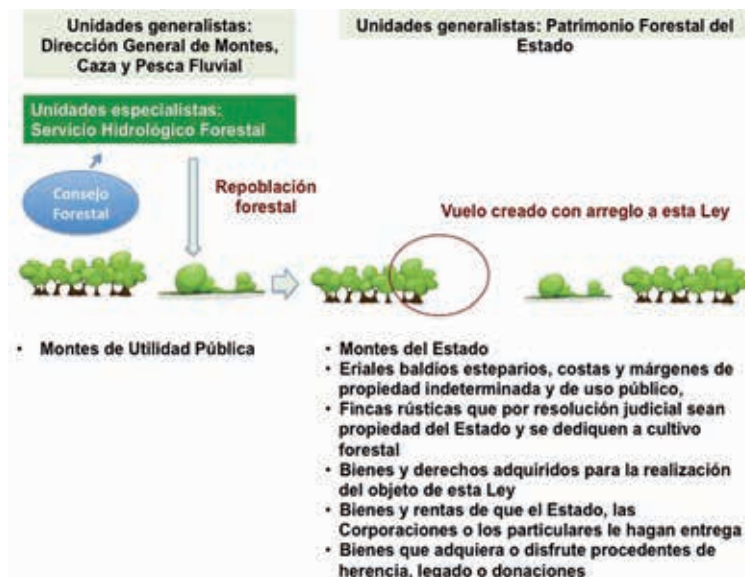 Unidades generalistas:
Dirección General de Montes,
Caza y Pesca Fluvial
Unidades generalistas: Patrimonio Forestal del
Estado
Unidades especialistas:
Servicio Hidrológico Forestal
Consejo
Forestal
Repoblación
forestal
Vuelo creado con arreglo a esta Ley
• Montes de Utilidad Pública
• Montes del Estado
• Eriales baldios esteparios, costas y márgenes de
propiedad indeterminada y de uso público,
• Fincas rústicas que por resolución judicial sean
propiedad del Estado y se dediquen a cultivo
forestal
• Bienes y derechos adquiridos para la realización
del objeto de esta Ley
• Bienes y rentas de que el Estado, las
Corporaciones o los particulares le hagan entrega
• Bienes que adquiera o disfrute procedentes de
herencia, legado o donaciones